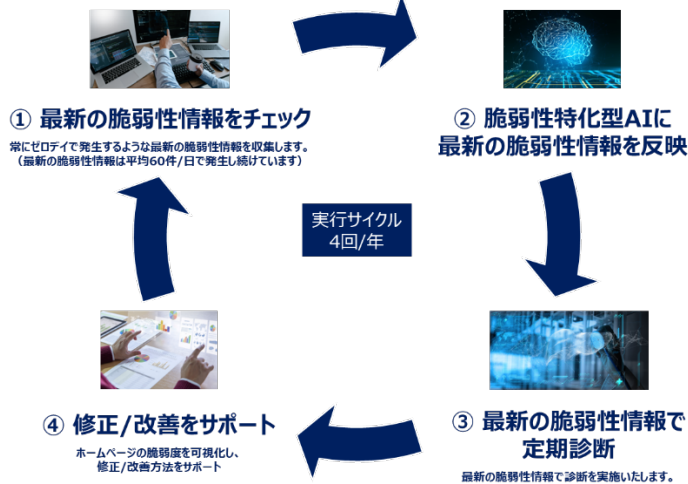 ① 最新の脆弱性情報をチェック
常にゼロデイで発生するような最新の脆弱性情報を収集します。
（最新の脆弱性情報は平均60件/日で発生し続けています）
② 脆弱性特化型AIに
最新の脆弱性情報を反映
実行サイクル
4回/年
③ 最新の脆弱性情報で
定期診断
最新の脆弱性情報で診断を実施いたします。
④ 修正/改善をサポート
ホームページの脆弱度を可視化し、
修正/改善方法をサポート